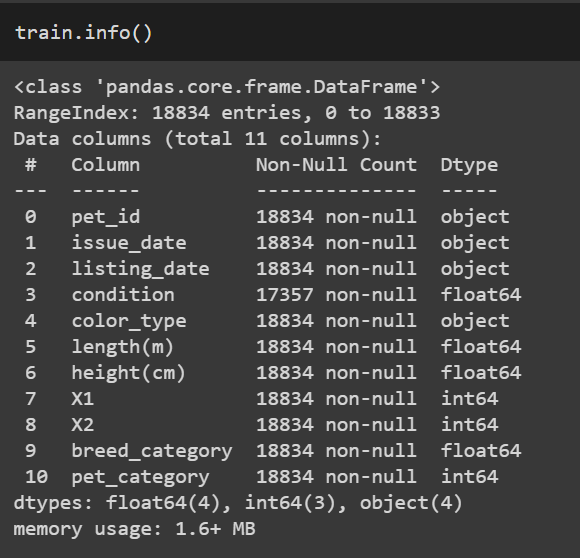 train.info()
<class 'pandas.core.frame.DataFrame'>
RangeIndex: 18834 entries, 0 to 18833
Data columns (total 11 columns):
 #   Column          Non-Null Count  Dtype
---  ------          --------------  -----
 0   pet_id          18834 non-null  object
 1   issue_date      18834 non-null  object
 2   listing_date    18834 non-null  object
 3   condition       17357 non-null  float64
 4   color_type      18834 non-null  object
 5   length(m)       18834 non-null  float64
 6   height(cm)      18834 non-null  float64
 7   X1              18834 non-null  int64
 8   X2              18834 non-null  int64
 9   breed_category  18834 non-null  float64
 10  pet_category    18834 non-null  int64
dtypes: float64(4), int64(3), object(4)
memory usage: 1.6+ MB